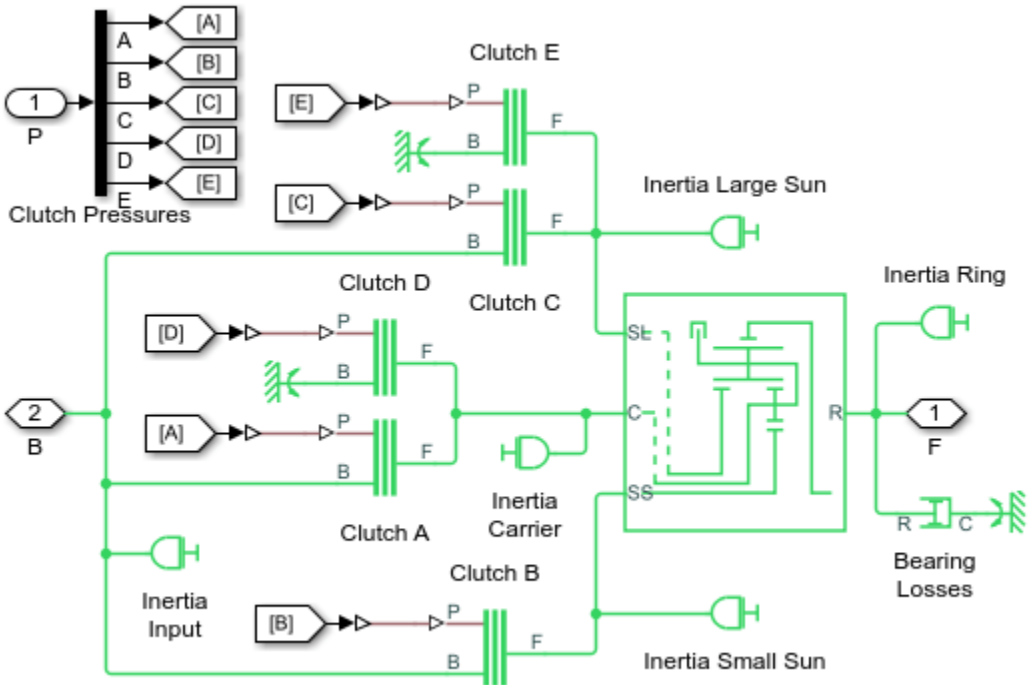 [A]
A
[B]
B
1
P
[C]
C
[D]
D
[E]
E
Clutch Pressures
Clutch E
[E]
P
F
B
[C]
P
F
B
Clutch C
Inertia Large Sun
Clutch D
[D]
P
F
B
[A]
P
F
B
Clutch A
2
B
Inertia
Input
Inertia
Carrier
SL
C
SS
R
Inertia Ring
1
F
R
C
Bearing
Losses
Clutch B
[B]
P
F
B
Inertia Small Sun